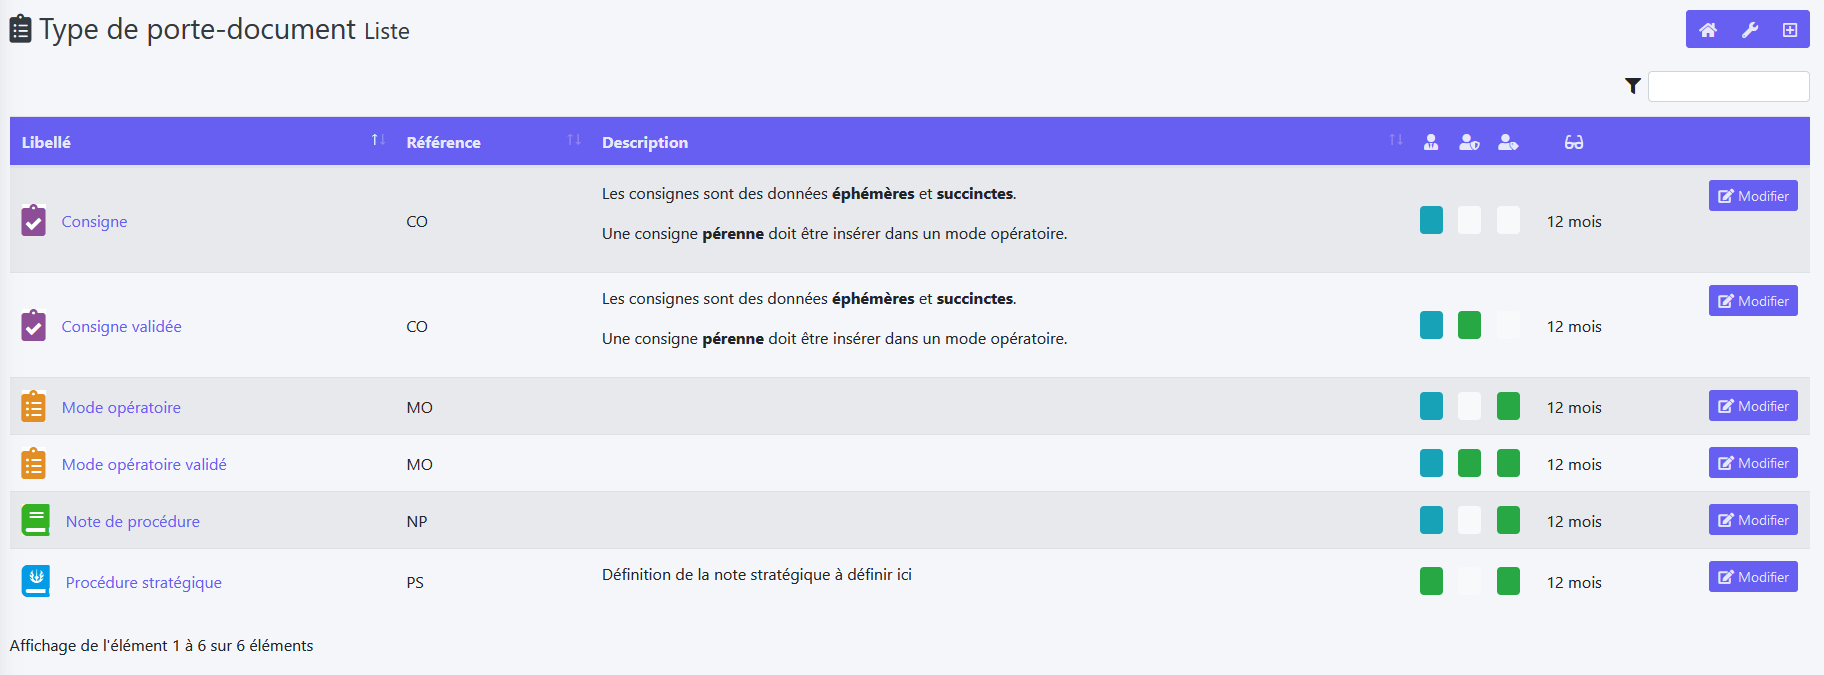 Type de porte-document Liste
Libellé Référence Description
Les consignes sont des données éphémères et succinctes.
Modifier
Consigne CO 12 mois
Une consigne pérenne doit être insérer dans un mode opératoire.
Les consignes sont des données éphémères et succinctes.
Modifier
Consigne validée CO 12 mois
Une consigne pérenne doit être insérer dans un mode opératoire.
Mode opératoire MO 12 mois Modifier
Mode opératoire validé MO 12 mois Modifier
Note de procédure NP 12 mois Modifier
Procédure stratégique PS Définition de la note stratégique à définir ici 12 mois Modifier
Affichage de l'élément 1 à 6 sur 6 éléments